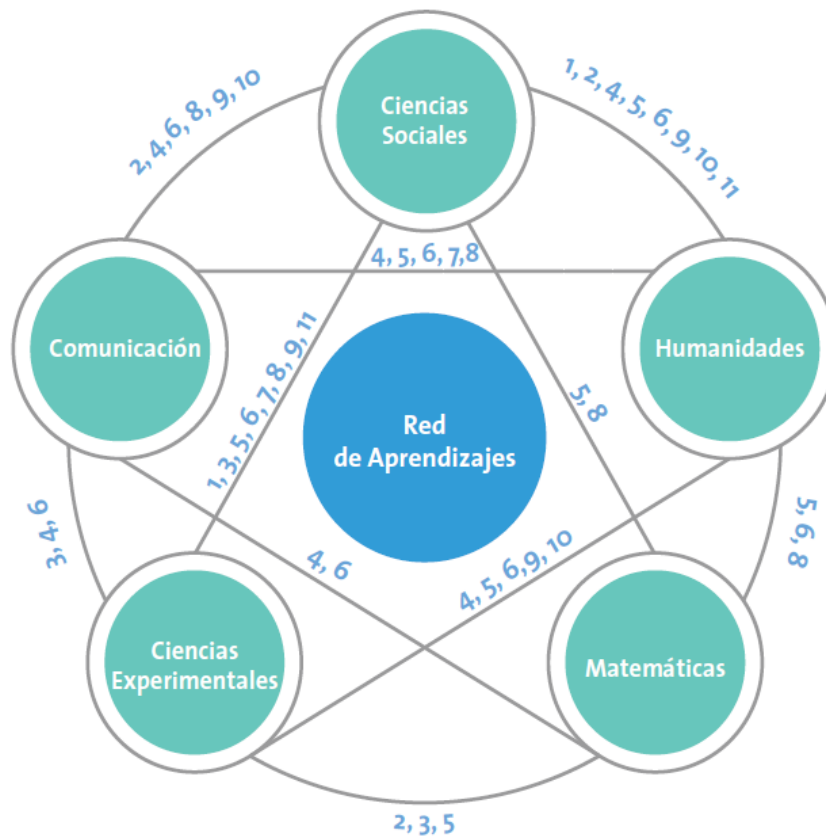 Ciencias
Sociales
2, 4, 6, 8, 9, 10
1, 2, 4, 5, 6, 9, 10, 11
4, 5, 6, 7,8
Comunicación
Humanidades
1, 3, 5, 6, 7, 8, 9, 11
5, 8
Red
de Aprendizajes
3, 4, 6
4, 6
4, 5, 6,9, 10
5, 6, 8
Ciencias
Experimentales
Matemáticas
2, 3, 5